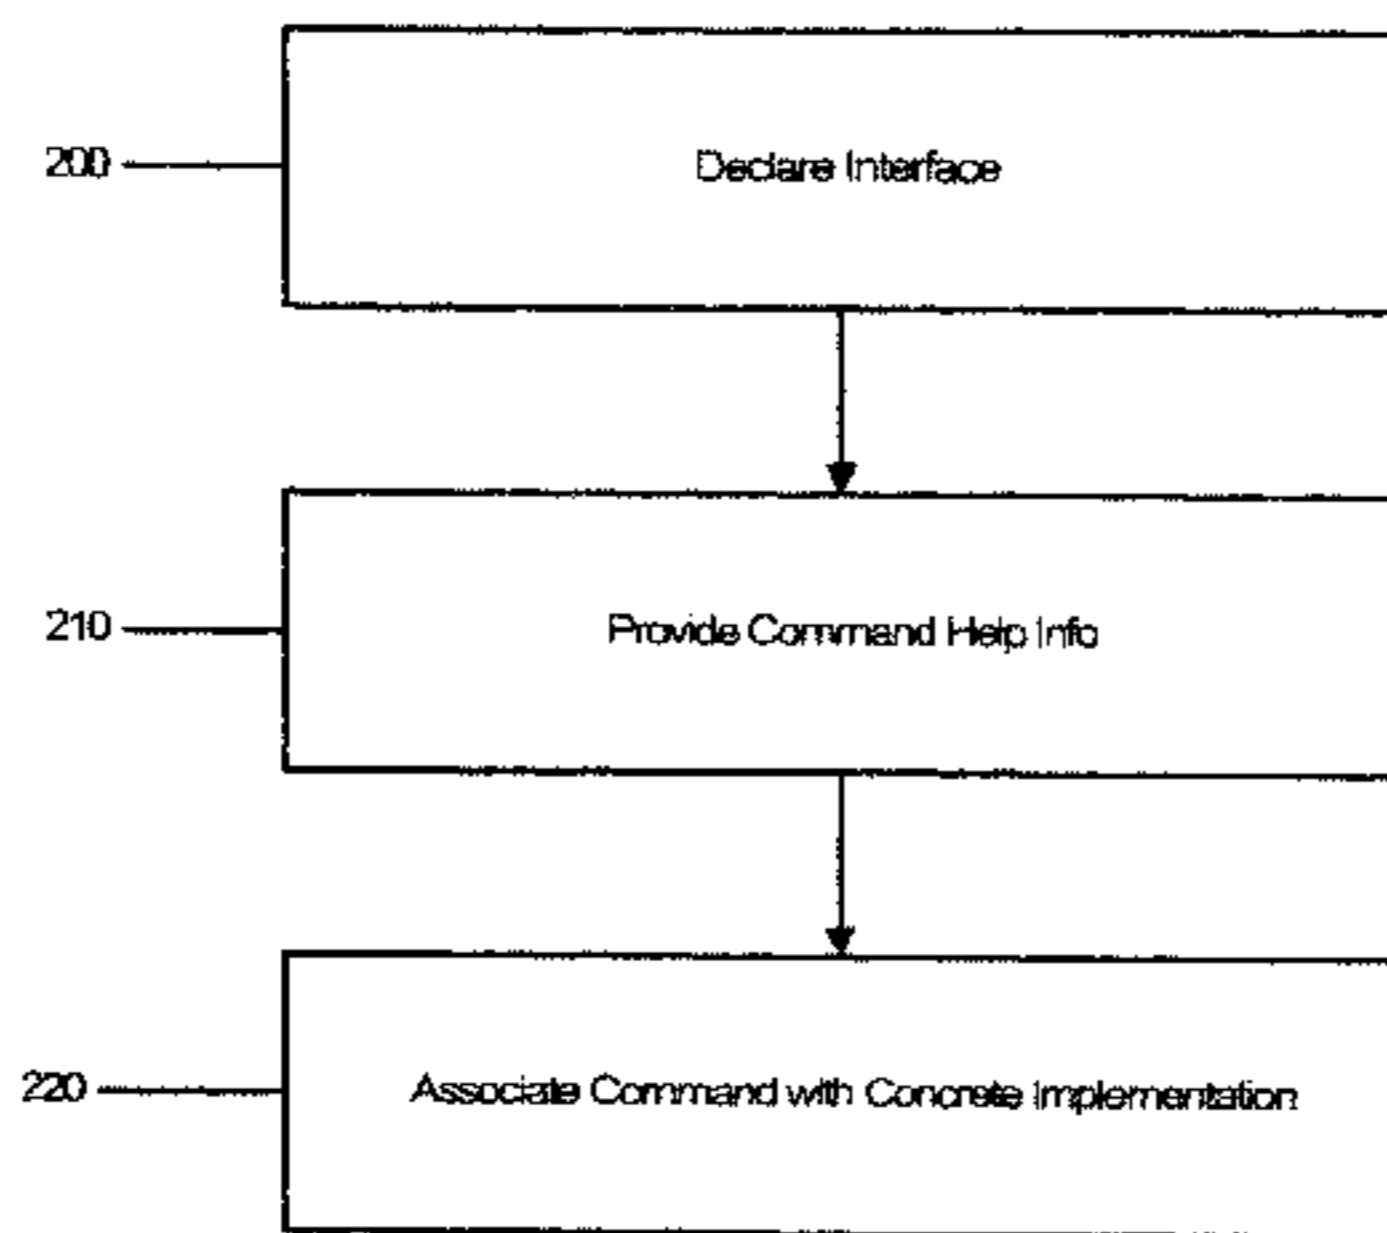 200
Declare Interface
210
Provide Command Help Info
220
Associate Command with Concrete Implementation